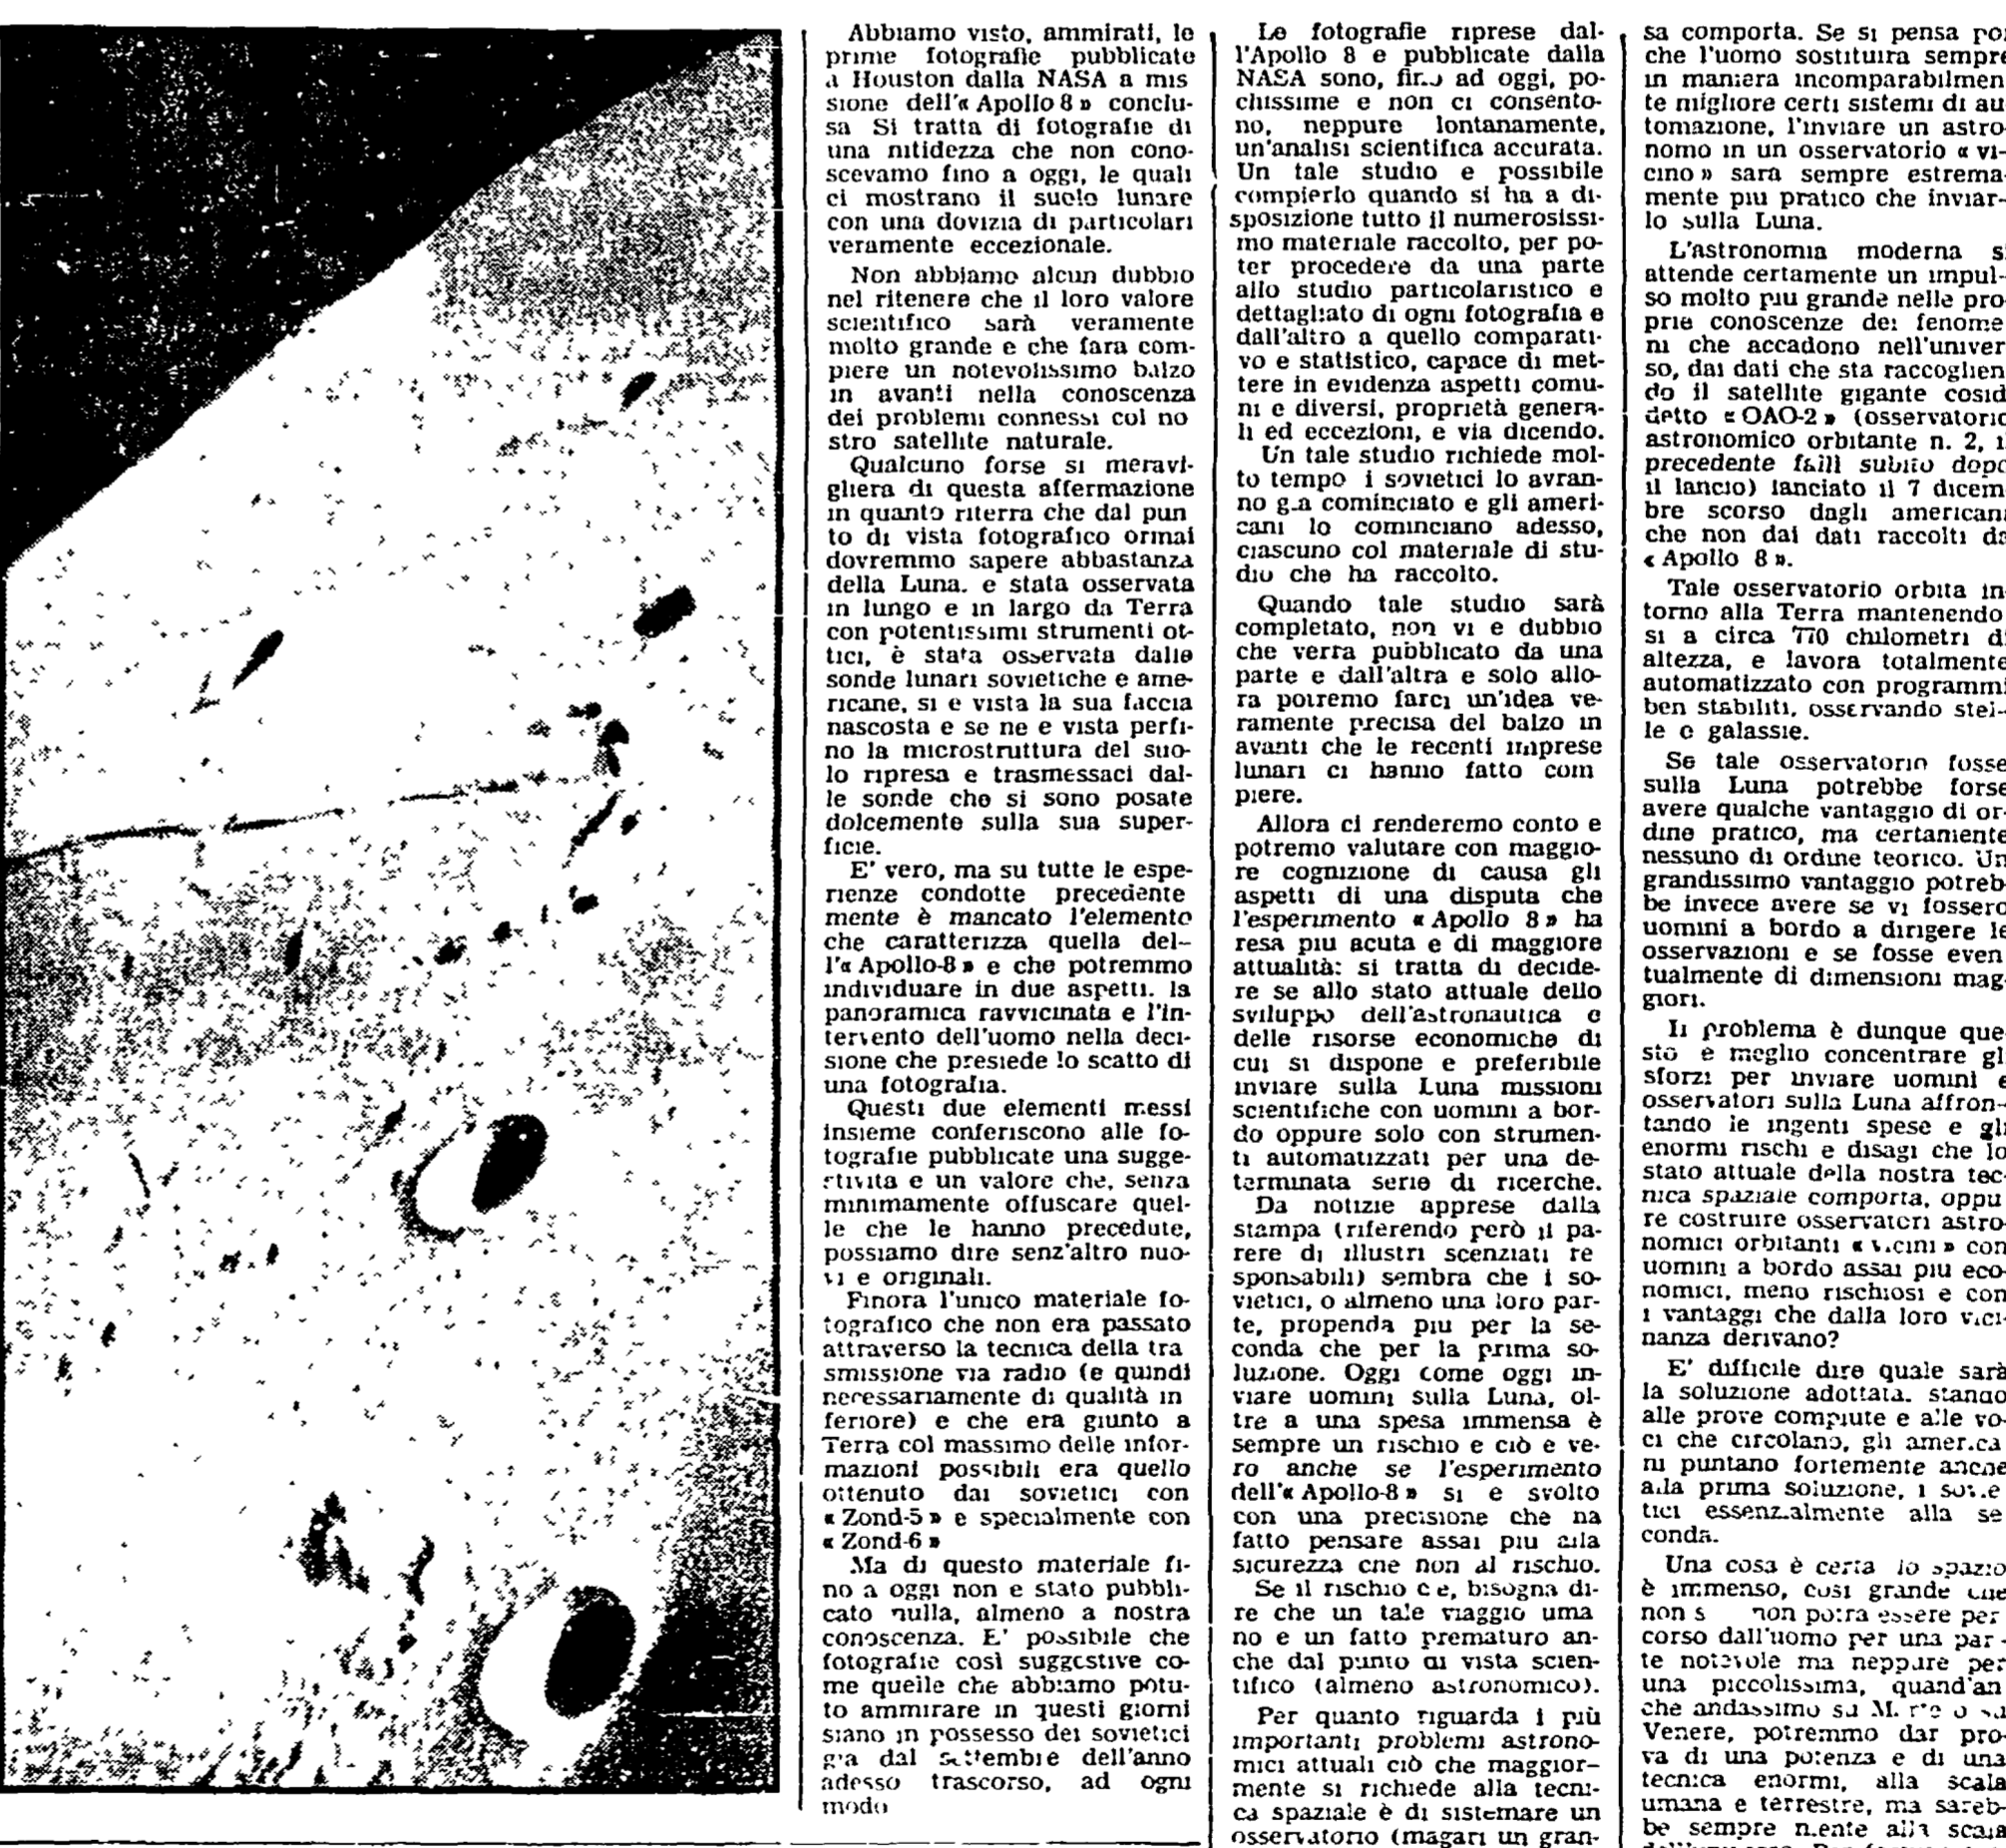 Abbiamo visto, ammirati, le
prime fotografie pubblicate
a Houston dalla NASA a mis
sione dell'« Apollo 8 » conclu-
sa Si tratta di fotografie di
una nitidezza che non cono-
scevamo fino a oggi, le quali
ci mostrano il suolo lunare
con una dovizia di particolari
veramente eccezionale.
Non abbiamo alcun dubbio
nel ritenere che il loro valore
scientifico sarà veramente
molto grande e che fara com-
piere un notevolissimo balzo
in avanti nella conoscenza
dei problemi connessi col no
stro satellite naturale.
Qualcuno forse si meravi-
gliera di questa affermazione
in quanto riterra che dal pun
to di vista fotografico ormai
dovremmo sapere abbastanza
della Luna. e stata osservata
in lungo e in largo da Terra
con potentissimi strumenti ot-
tici, è stata osservata dalle
sonde lunari sovietiche e ame-
ricane, si e vista la sua faccia
nascosta e se ne e vista perfi-
no la microstruttura del suo-
lo ripresa e trasmessaci dal-
le sonde che si sono posate
dolcemente sulla sua super-
ficie.
E' vero, ma su tutte le espe-
rienze condotte precedente
mente è mancato l'elemento
che caratterizza quella del-
l'« Apollo-8 » e che potremmo
individuare in due aspetti. la
panoramica ravvicinata e l'in-
tervento dell'uomo nella deci-
sione che presiede lo scatto di
una fotografia.
Questi due elementi messi
insieme conferiscono alle fo-
tografie pubblicate una sugge-
stivita e un valore che, senza
minimamente offuscare quel-
le che le hanno precedute,
possiamo dire senz'altro nuo-
vi e originali.
Finora l'unico materiale fo-
tografico che non era passato
attraverso la tecnica della tra
smissione via radio (e quindi
necessariamente di qualità in
feriore) e che era giunto a
Terra col massimo delle infor-
mazioni possibili era quello
ottenuto dai sovietici con
« Zond-5 » e specialmente con
« Zond-6 »
Ma di questo materiale fi-
no a oggi non e stato pubbli-
cato nulla, almeno a nostra
conoscenza. E' possibile che
fotografie così suggestive co-
me quelle che abbiamo potu-
to ammirare in questi giorni
siano in possesso dei sovietici
gia dal settembre dell'anno
adesso trascorso, ad ogni
modo
Le fotografie riprese dal-
l'Apollo 8 e pubblicate dalla
NASA sono, fino ad oggi, po-
chissime e non ci consento-
no, neppure lontanamente,
un'analisi scientifica accurata.
Un tale studio e possibile
compierlo quando si ha a di-
sposizione tutto il numerosissi-
mo materiale raccolto, per po-
ter procedere da una parte
allo studio particolaristico e
dettagliato di ogni fotografia e
dall'altro a quello comparati-
vo e statistico, capace di met-
tere in evidenza aspetti comu-
ni e diversi, proprietà genera-
li ed eccezioni, e via dicendo.
Un tale studio richiede mol-
to tempo i sovietici lo avran-
no gia cominciato e gli ameri-
cani lo cominciano adesso,
ciascuno col materiale di stu-
dio che ha raccolto.
Quando tale studio sarà
completato, non vi e dubbio
che verra pubblicato da una
parte e dall'altra e solo allo-
ra potremo farci un'idea ve-
ramente precisa del balzo in
avanti che le recenti imprese
lunari ci hanno fatto com
piere.
Allora ci renderemo conto e
potremo valutare con maggio-
re cognizione di causa gli
aspetti di una disputa che
l'esperimento « Apollo 8 » ha
resa piu acuta e di maggiore
attualità: si tratta di decide-
re se allo stato attuale dello
sviluppo dell'astronautica e
delle risorse economiche di
cui si dispone e preferibile
inviare sulla Luna missioni
scientifiche con uomini a bor-
do oppure solo con strumen-
ti automatizzati per una de-
terminata serie di ricerche.
Da notizie apprese dalla
stampa (riferendo però il pa-
rere di illustri scenziati re
sponsabili) sembra che i so-
vietici, o almeno una loro par-
te, propenda piu per la se-
conda che per la prima so-
luzione. Oggi come oggi in-
viare uomini sulla Luna, ol-
tre a una spesa immensa è
sempre un rischio e ciò e ve-
ro anche se l'esperimento
dell'« Apollo-8 » si e svolto
con una precisione che ha
fatto pensare assai piu alla
sicurezza che non al rischio.
Se il rischio c e, bisogna di-
re che un tale viaggio uma
no e un fatto prematuro an-
che dal punto di vista scien-
tifico (almeno astronomico).
Per quanto riguarda i più
importanti problemi astrono-
mici attuali ciò che maggior-
mente si richiede alla tecni-
ca spaziale è di sistemare un
osservatorio (magari un gran-
sa comporta. Se si pensa poi
che l'uomo sostituira sempre
in maniera incomparabilmen
te migliore certi sistemi di au
tomazione, l'inviare un astro-
nomo in un osservatorio « vi-
cino » sara sempre estrema-
mente piu pratico che inviar-
lo sulla Luna.
L'astronomia moderna si
attende certamente un impul-
so molto piu grande nelle pro-
prie conoscenze dei fenome
ni che accadono nell'univer
so, dai dati che sta raccoglien
do il satellite gigante cosid
detto « OAO-2 » (osservatorio
astronomico orbitante n. 2, il
precedente fallì subito dopo
il lancio) lanciato il 7 dicem-
bre scorso dagli americani
che non dai dati raccolti da
« Apollo 8 ».
Tale osservatorio orbita in-
torno alla Terra mantenendo
si a circa 770 chilometri di
altezza, e lavora totalmente
automatizzato con programmi
ben stabiliti, osservando stel-
le o galassie.
Se tale osservatorio fosse
sulla Luna potrebbe forse
avere qualche vantaggio di or-
dine pratico, ma certamente
nessuno di ordine teorico. Un
grandissimo vantaggio potreb-
be invece avere se vi fossero
uomini a bordo a dirigere le
osservazioni e se fosse even
tualmente di dimensioni mag-
giori.
Il problema è dunque que
sto è meglio concentrare gli
sforzi per inviare uomini e
osservatori sulla Luna affron-
tando le ingenti spese e gli
enormi rischi e disagi che lo
stato attuale della nostra tec-
nica spaziale comporta, oppu
re costruire osservatori astro-
nomici orbitanti « vicini » con
uomini a bordo assai piu eco-
nomici, meno rischiosi e con
i vantaggi che dalla loro vici-
nanza derivano?
E' difficile dire quale sarà
la soluzione adottata. stando
alle prove compiute e alle vo-
ci che circolano, gli america
ni puntano fortemente anche
alla prima soluzione, i sovie
tici essenzialmente alla se
conda.
Una cosa è certa lo spazio
è immenso, così grande che
non s non potra essere per
corso dall'uomo per una par-
te notevole ma neppure per
una piccolissima, quand'an
che andassimo su Marte o su
Venere, potremmo dar pro-
va di una potenza e di una
tecnica enormi, alla scala
umana e terrestre, ma sareb-
be sempre niente alla scala